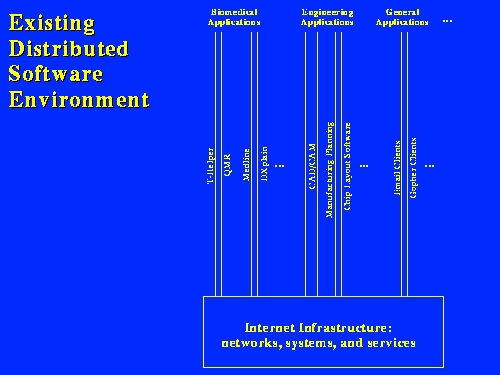 Existing
Distributed
Software
Environment
Biomedical
Applications
Engineering
Applications
General
Applications
...
T-Helper
QMR
Medline
DXplain
...
CAD/CAM
Manufacturing Planning
Chip Layout Software
...
Email Clients
Gopher Clients
...
Internet Infrastructure:
networks, systems, and services